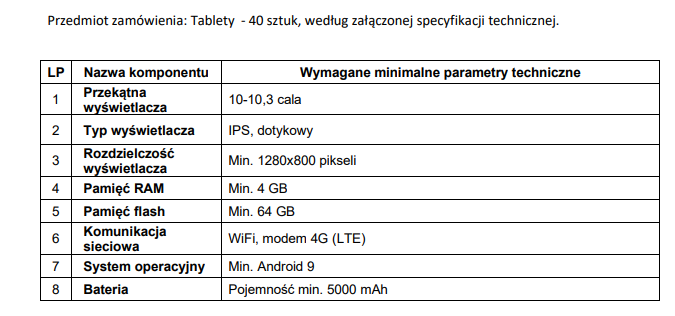 Przedmiot zamówienia: Tablety - 40 sztuk, według załączonej specyfikacji technicznej.
LP Nazwa komponentu Wymagane minimalne parametry techniczne
1 Przekątna wyświetlacza 10-10,3 cala
2 Typ wyświetlacza IPS, dotykowy
3 Rozdzielczość wyświetlacza Min. 1280x800 pikseli
4 Pamięć RAM Min. 4 GB
5 Pamięć flash Min. 64 GB
6 Komunikacja sieciowa WiFi, modem 4G (LTE)
7 System operacyjny Min. Android 9
8 Bateria Pojemność min. 5000 mAh